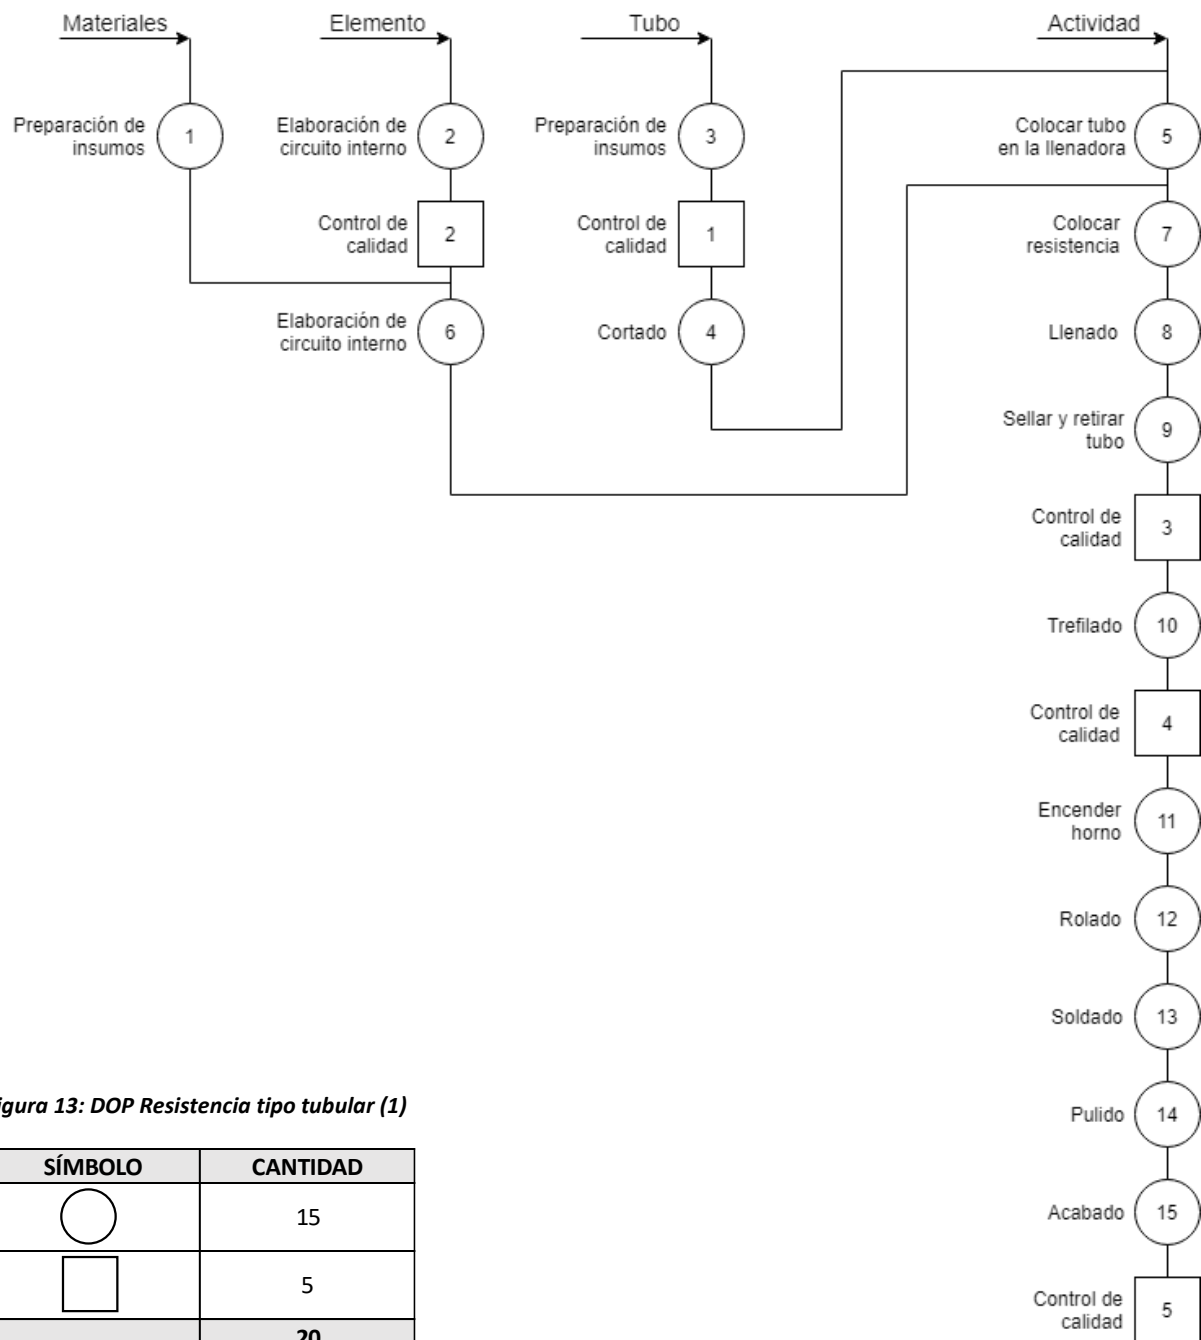 Materiales
Elemento
Tubo
Actividad
Preparación de
insumos
1
Elaboración de
circuito interno
2
Preparación de
insumos
3
Colocar tubo
en la llenadora
5
Control de
calidad
2
Control de
calidad
1
Colocar
resistencia
7
Elaboración de
circuito interno
6
Cortado
4
Llenado
8
Sellar y retirar
tubo
9
Control de
calidad
3
Trefilado
10
Control de
calidad
4
Encender
horno
11
Rolado
12
Soldado
13
Pulido
14
Acabado
15
Control de
calidad
5
igura 13: DOP Resistencia tipo tubular (1)
SÍMBOLO CANTIDAD
15
5
20